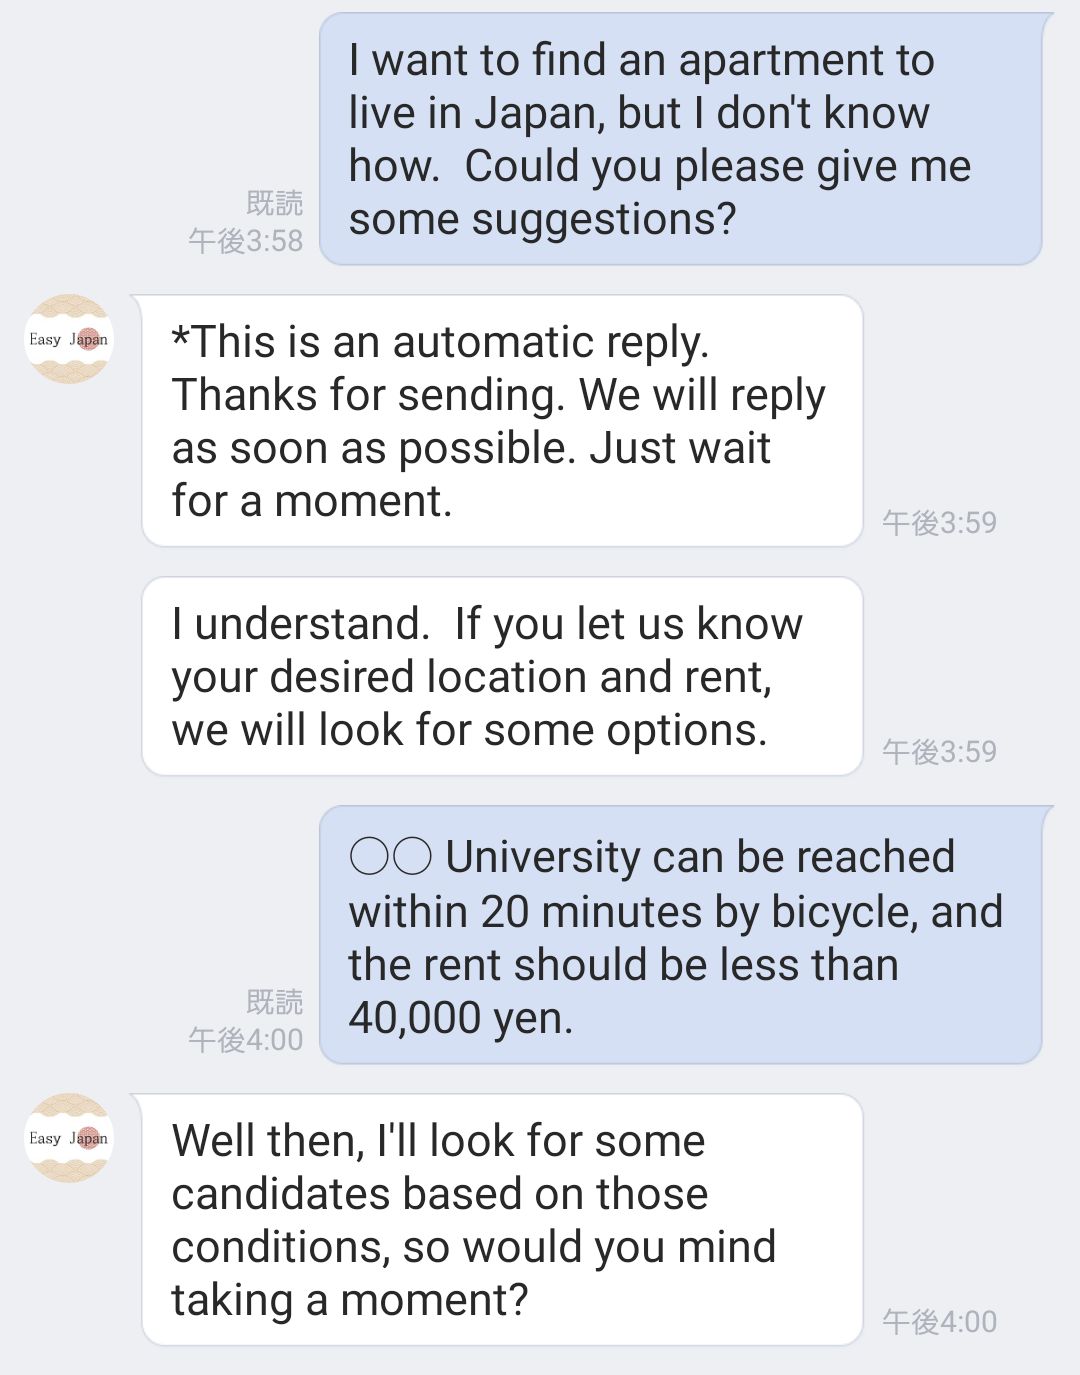 I want to find an apartment to
live in Japan, but I don't know
how.  Could you please give me
some suggestions?
既読
午後3:58
Easy Japan
*This is an automatic reply.
Thanks for sending. We will reply
as soon as possible. Just wait
for a moment.
午後3:59
I understand.  If you let us know
your desired location and rent,
we will look for some options.
午後3:59
〇〇 University can be reached
within 20 minutes by bicycle, and
the rent should be less than
40,000 yen.
既読
午後4:00
Easy Japan
Well then, I'll look for some
candidates based on those
conditions, so would you mind
taking a moment?
午後4:00